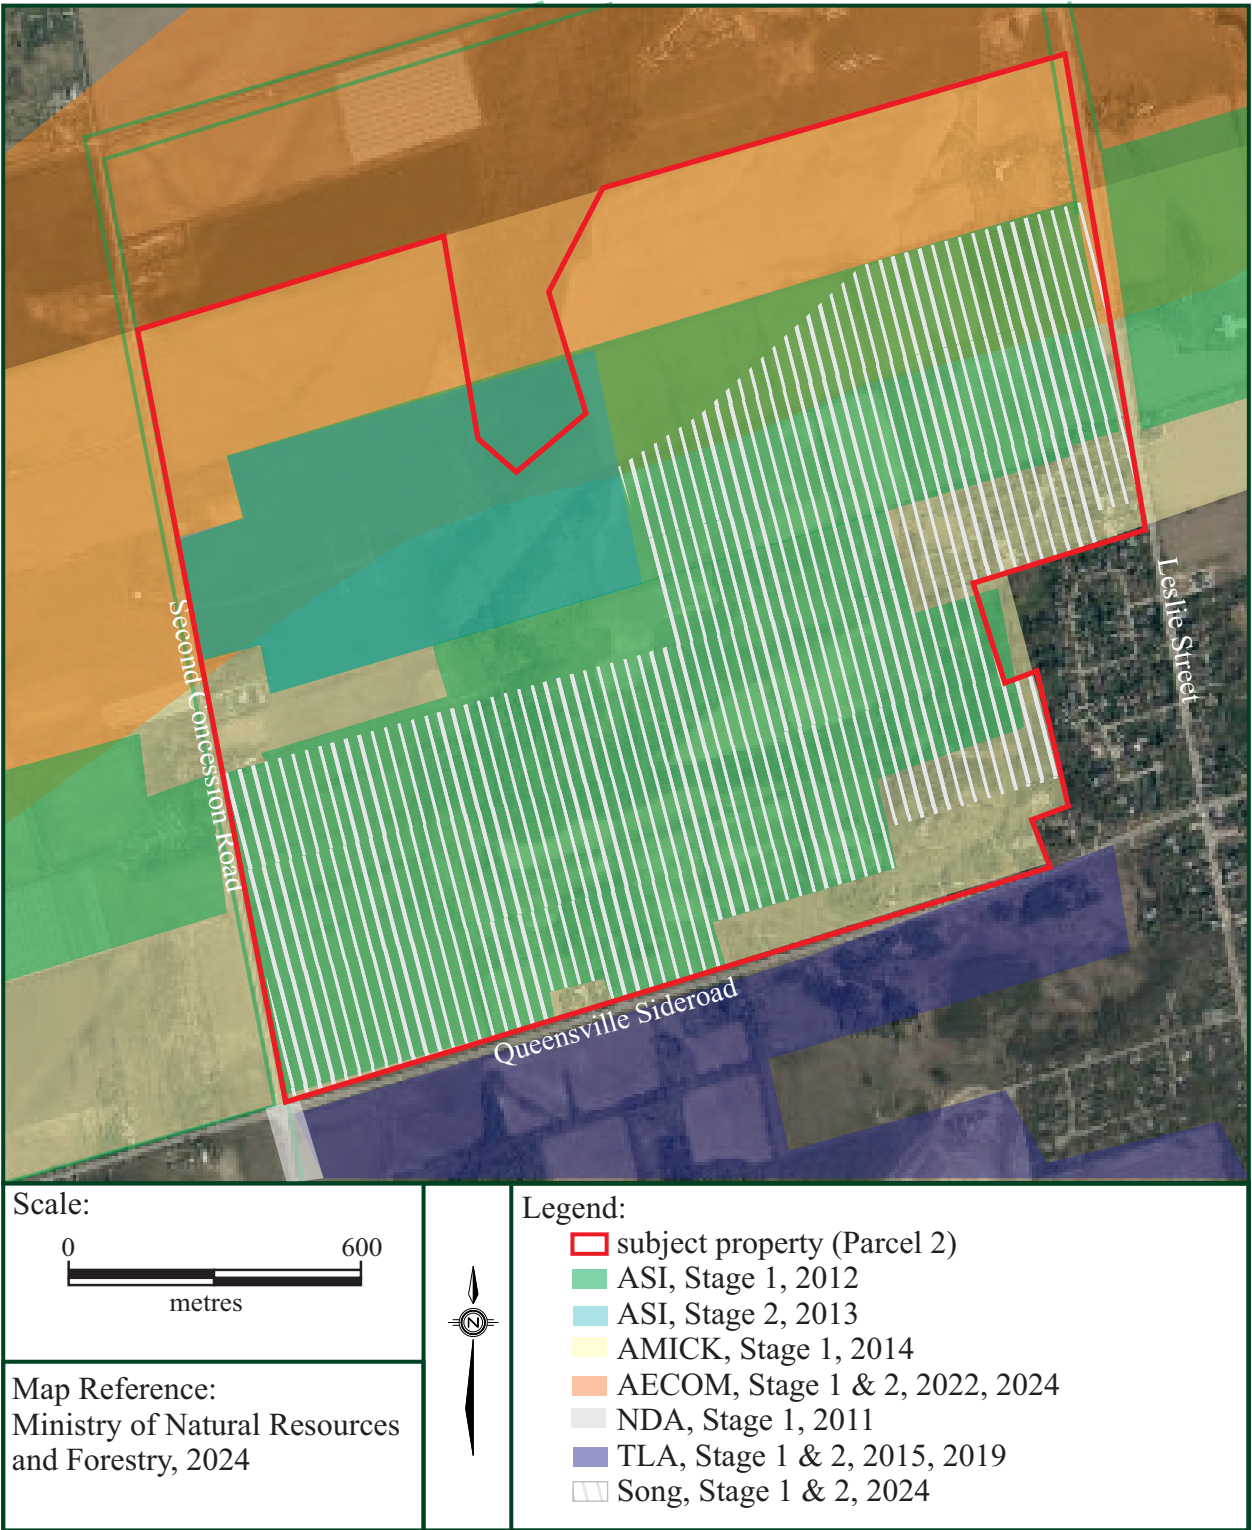 Leslie Street
Second Concession Road
Queensville Sideroad
Scale:
0 600
metres
Map Reference:
Ministry of Natural Resources
and Forestry, 2024
N
Legend:
subject property (Parcel 2)
ASI, Stage 1, 2012
ASI, Stage 2, 2013
AMICK, Stage 1, 2014
AECOM, Stage 1 & 2, 2022, 2024
NDA, Stage 1, 2011
TLA, Stage 1 & 2, 2015, 2019
Song, Stage 1 & 2, 2024